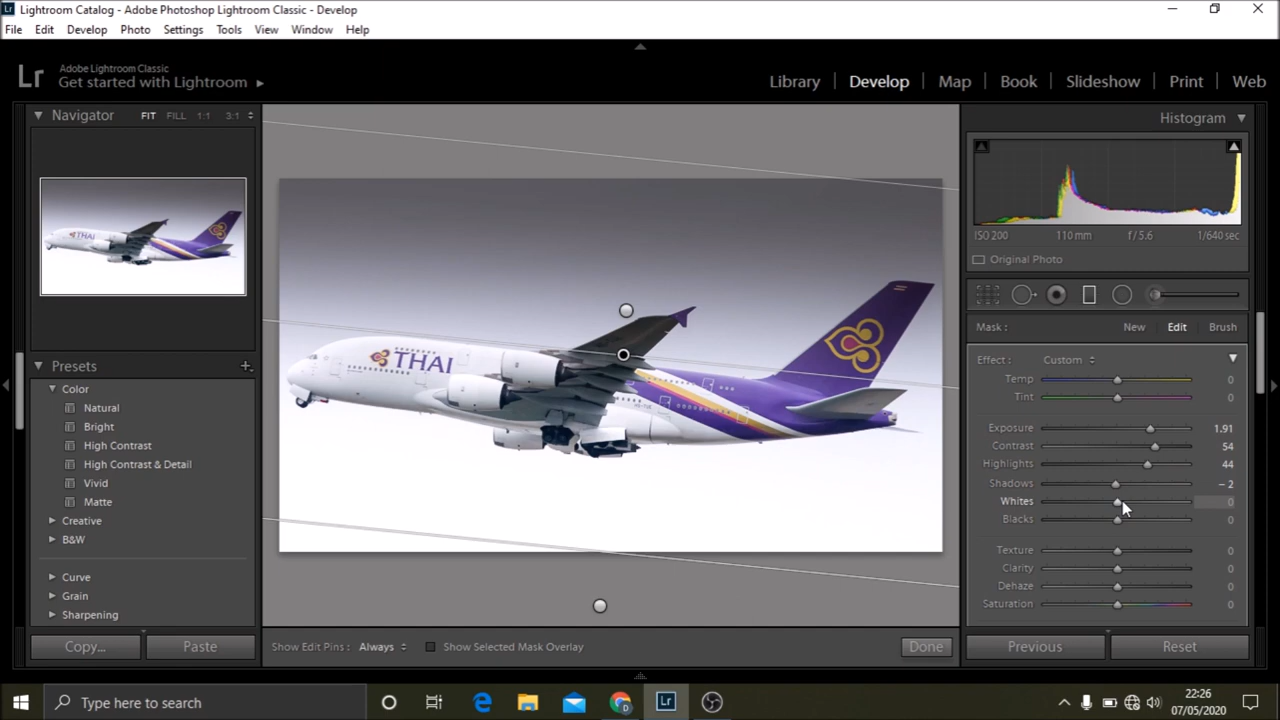 Lightroom Catalog - Adobe Photoshop Lightroom Classic - Develop
File Edit Develop Photo Settings Tools View Window Help
Lr
Adobe Lightroom Classic
Get started with Lightroom
Library Develop Map Book Slideshow Print Web
Navigator FIT FILL 1:1 3:1
THAI
Presets +
Color
Natural
Bright
High Contrast
High Contrast & Detail
Vivid
Matte
Creative
B&W
Curve
Grain
Sharpening
Copy... Paste
THAI
Show Edit Pins : Always Show Selected Mask Overlay Done
Histogram
ISO 200 110 mm f / 5.6 1/640 sec
Original Photo
Mask : New Edit Brush
Effect : Custom
Temp 0
Tint 0
Exposure 1.91
Contrast 54
Highlights 44
Shadows – 2
Whites 0
Blacks 0
Texture 0
Clarity 0
Dehaze 0
Saturation 0
Previous Reset
Type here to search
Lr
22:26
07/05/2020